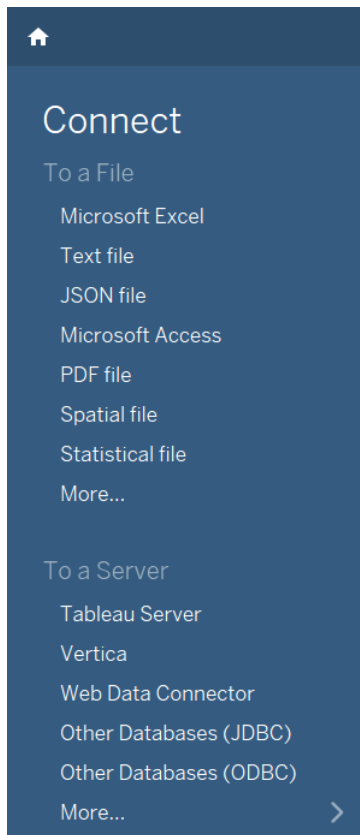 Connect
To a File
Microsoft Excel
Text file
JSON file
Microsoft Access
PDF file
Spatial file
Statistical file
More...
To a Server
Tableau Server
Vertica
Web Data Connector
Other Databases (JDBC)
Other Databases (ODBC)
More...